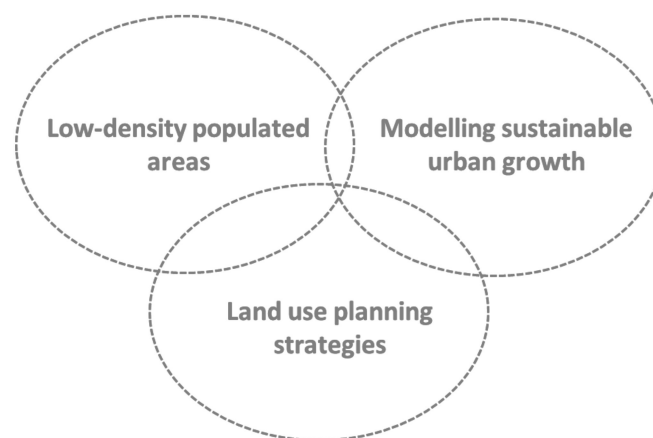 Low-density populated
areas
Modelling sustainable
urban growth
Land use planning
strategies